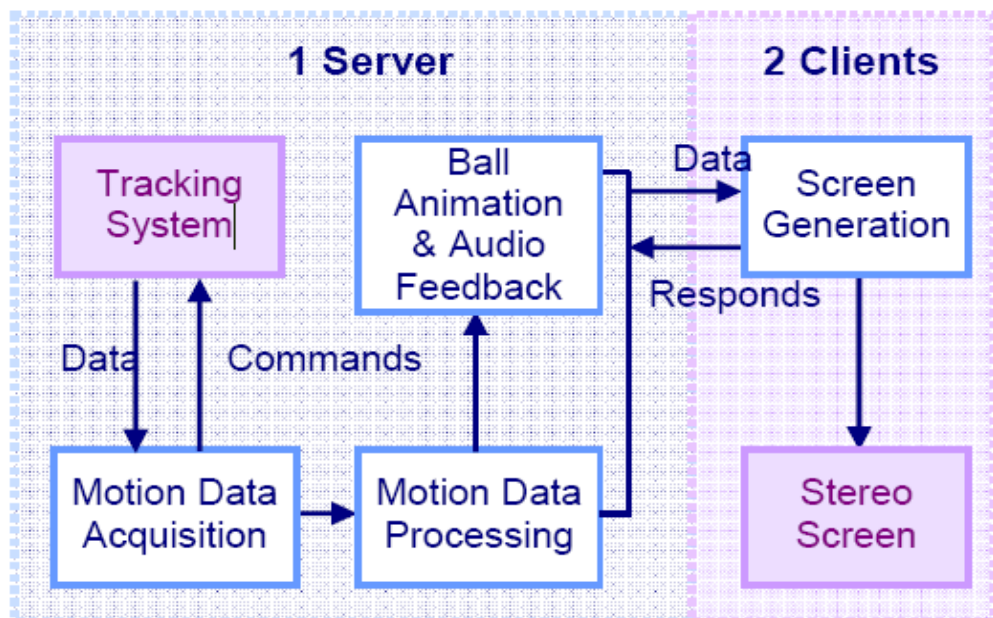 1 Server
2 Clients
Tracking
System
Ball
Animation
& Audio
Feedback
Data
Screen
Generation
Responds
Data
Commands
Motion Data
Acquisition
Motion Data
Processing
Stereo
Screen